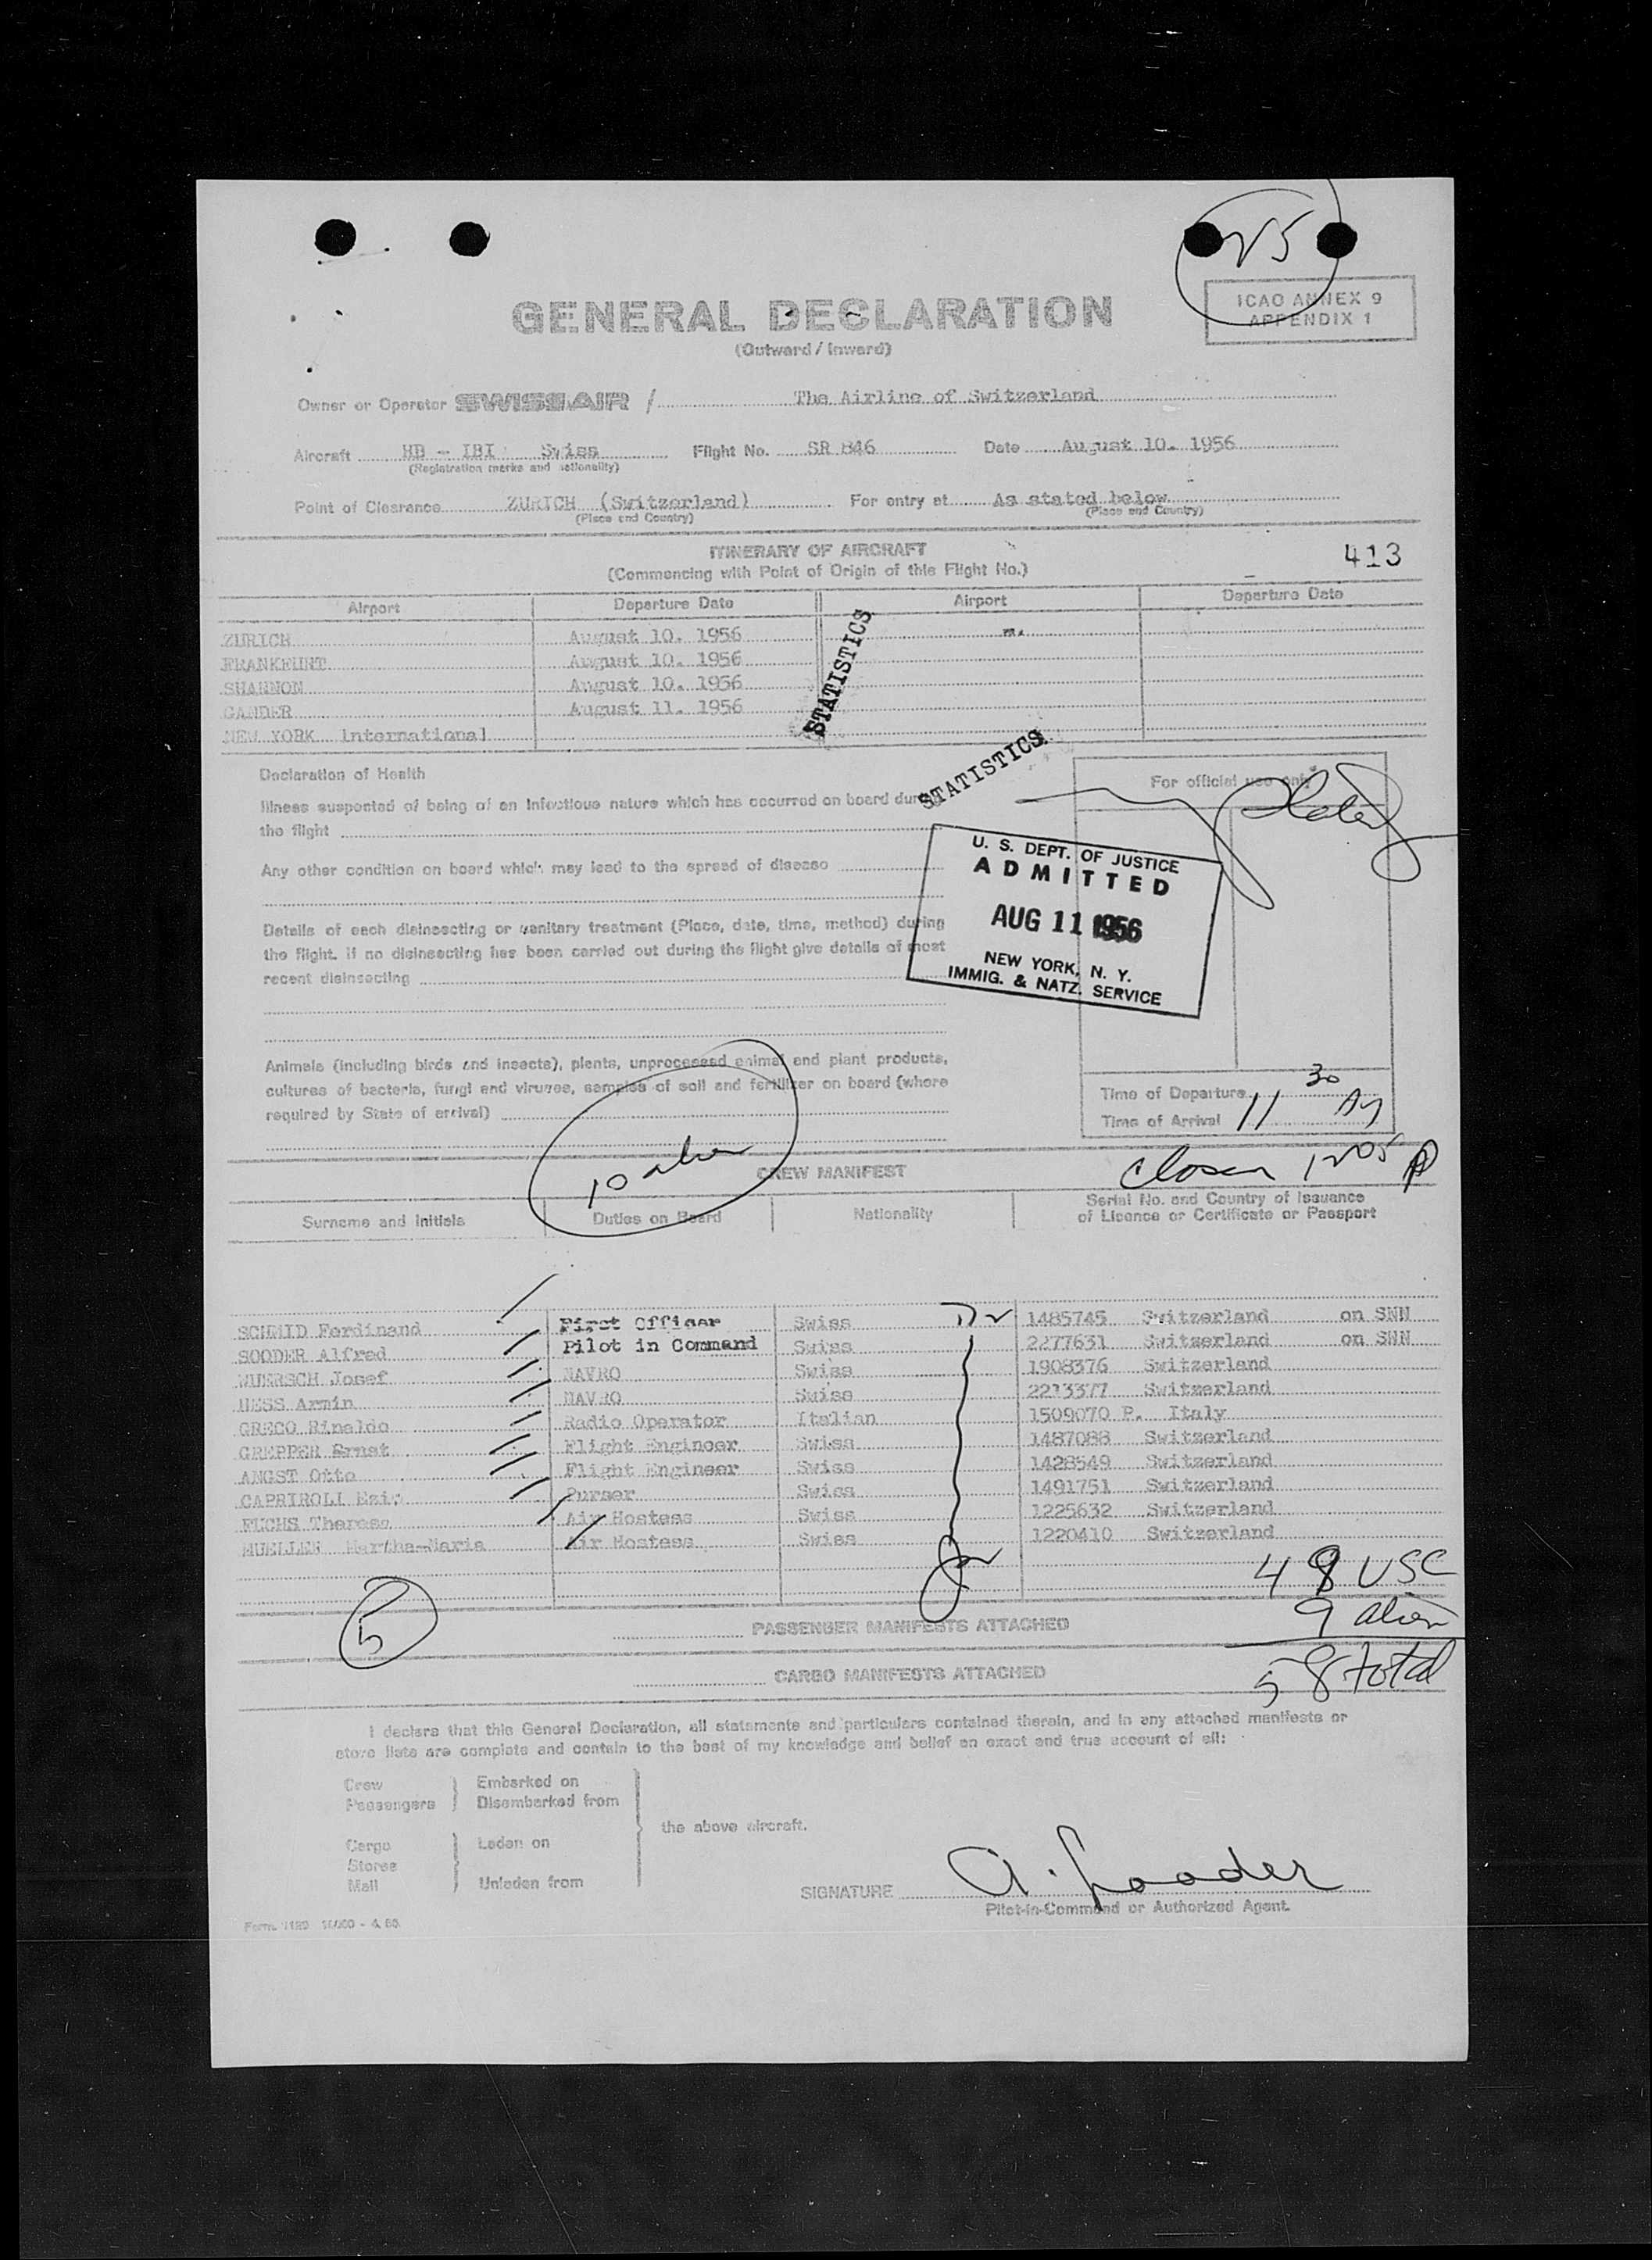 25
ICAO ANNEX 9
APPENDIX 1
GENERAL DECLARATION
(Outward / Inward)
Owner or Operator SWISSAIR / The Airline of Switzerland
Aircraft HB - IBI Swiss Flight No. SR 846 Date August 10. 1956
(Registration marks and nationality)
Point of Clearance ZURICH (Switzerland) For entry at As stated below
(Place and Country) (Place and Country)
ITINERARY OF AIRCRAFT
413
(Commencing with Point of Origin of this Flight No.)
Airport Departure Date Airport Departure Date
ZURICH August 10. 1956
FRANKFURT August 10. 1956
SHANNON August 10. 1956
GANDER August 11. 1956
NEW YORK International
STATISTICS
STATISTICS
Declaration of Health
For official use only
Illness suspected of being of an infectious nature which has occurred on board during
the flight
Any other condition on board which may lead to the spread of disease
U. S. DEPT. OF JUSTICE
ADMITTED
AUG 11 1956
NEW YORK, N. Y.
IMMIG. & NATZ. SERVICE
Details of each disinsecting or sanitary treatment (Place, date, time, method) during
the flight. If no disinsecting has been carried out during the flight give details of most
recent disinsecting
Animals (including birds and insects), plants, unprocessed animal and plant products,
cultures of bacteria, fungi and viruses, samples of soil and fertilizer on board (where
required by State of arrival)
Time of Departure
Time of Arrival 11 30
10 alien
Closed 1205 P
CREW MANIFEST
Surname and Initials Duties on Board Nationality Serial No. and Country of Issuance
of Licence or Certificate or Passport
SCHMID Ferdinand First Officer Swiss 1485745 Switzerland on SNN
SOODER Alfred Pilot in Command Swiss 2277631 Switzerland on SNN
WUERSCH Josef NAVRO Swiss 1908376 Switzerland
HESS Armin NAVRO Swiss 2213377 Switzerland
GRECO Rinaldo Radio Operator Italian 1509070 P. Italy
GREPPER Ernst Flight Engineer Swiss 1487088 Switzerland
ANGST Otto Flight Engineer Swiss 1428549 Switzerland
CAPRIROLI Ezio Purser Swiss 1491751 Switzerland
FUCHS Therese Air Hostess Swiss 1225632 Switzerland
MUELLER Martha-Maria Air Hostess Swiss 1220410 Switzerland
49 USC
9 alien
58 total
5
PASSENGER MANIFESTS ATTACHED
CARGO MANIFESTS ATTACHED
I declare that this General Declaration, all statements and particulars contained therein, and in any attached manifests or
store lists are complete and contain to the best of my knowledge and belief an exact and true account of all:
Crew
Passengers
Embarked on
Disembarked from
Cargo
Stores
Mail
Laden on
Unladen from
the above aircraft.
SIGNATURE A. Sooder
Pilot-in-Command or Authorized Agent.